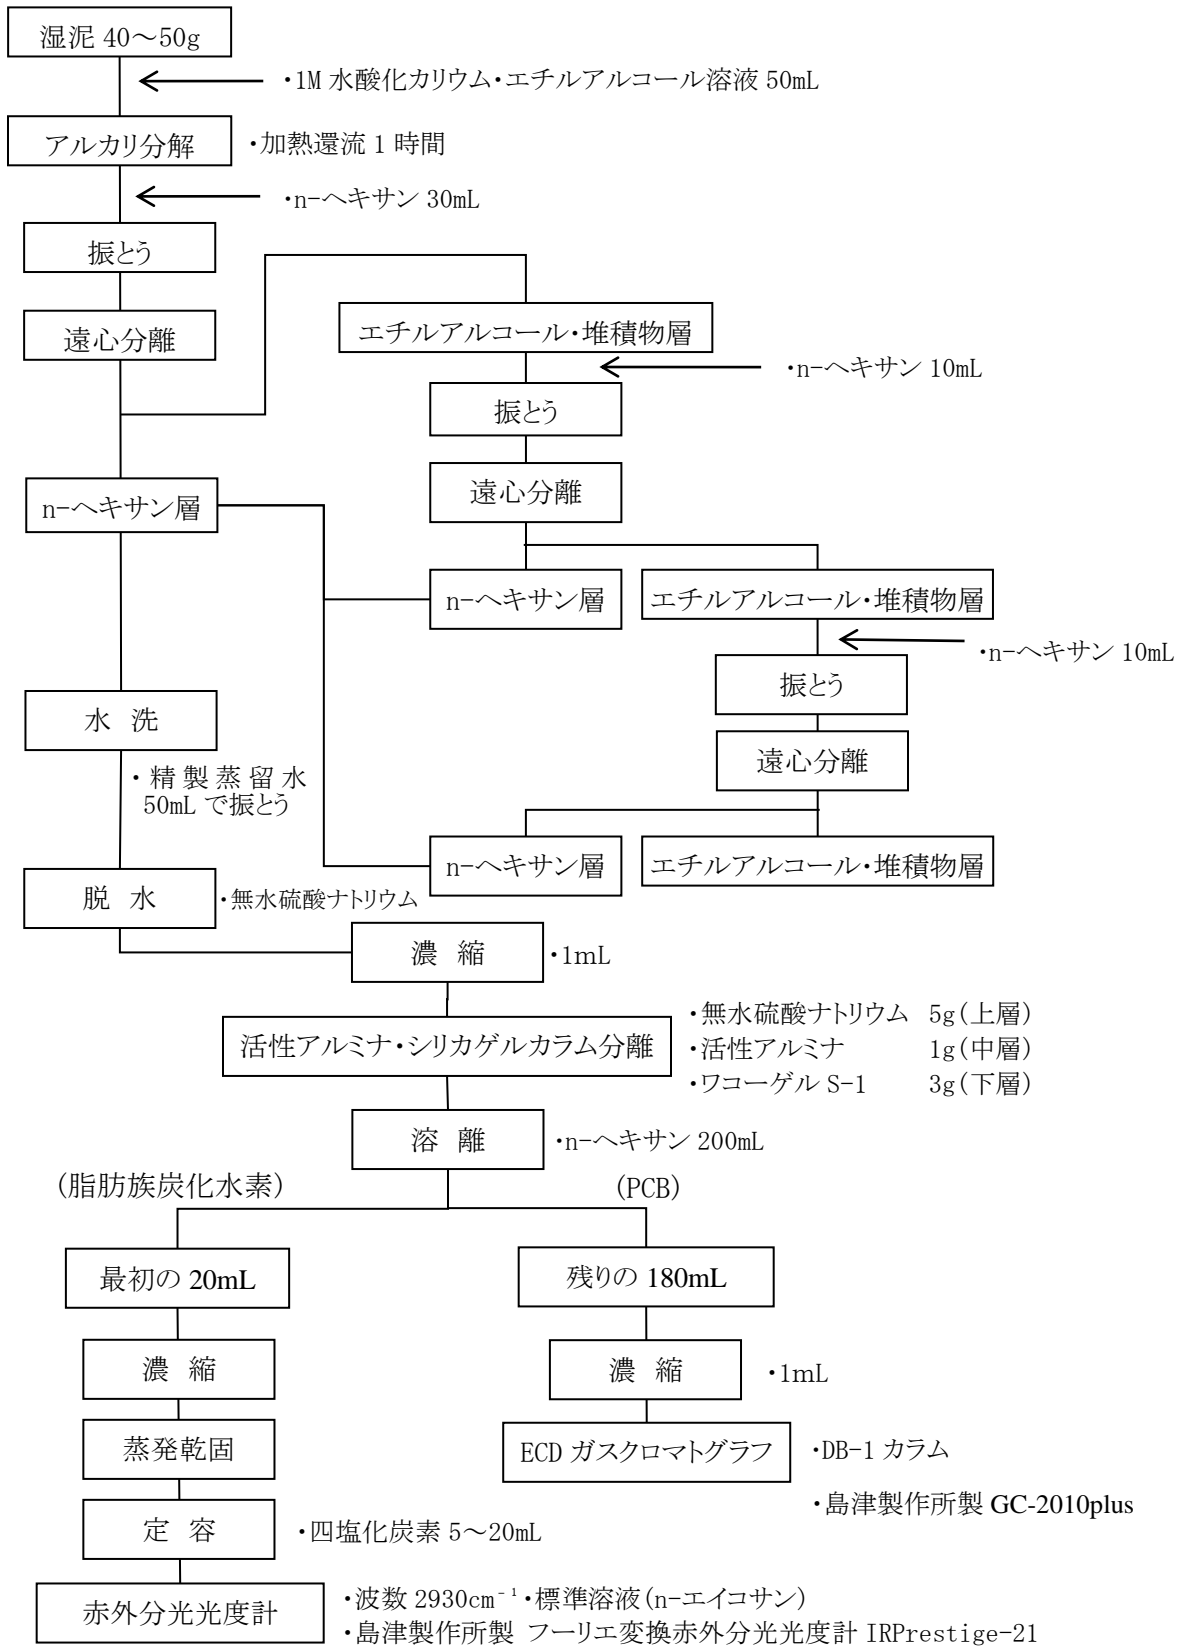 湿泥 40～50g
・1M 水酸化カリウム・エチルアルコール溶液 50mL
アルカリ分解
・加熱還流 1 時間
・n-ヘキサン 30mL
振とう
遠心分離
エチルアルコール・堆積物層
・n-ヘキサン 10mL
振とう
遠心分離
n-ヘキサン層
n-ヘキサン層
エチルアルコール・堆積物層
・n-ヘキサン 10mL
振とう
遠心分離
水 洗
・精製蒸留水
50mL で振とう
n-ヘキサン層
エチルアルコール・堆積物層
脱 水
・無水硫酸ナトリウム
濃 縮
・1mL
活性アルミナ・シリカゲルカラム分離
・無水硫酸ナトリウム 5g(上層)
・活性アルミナ 1g(中層)
・ワコーゲル S-1 3g(下層)
溶 離
・n-ヘキサン 200mL
(脂肪族炭化水素)
(PCB)
最初の 20mL
残りの 180mL
濃 縮
濃 縮
・1mL
蒸発乾固
ECD ガスクロマトグラフ
・DB-1 カラム
・島津製作所製 GC-2010plus
定 容
・四塩化炭素 5～20mL
赤外分光光度計
・波数 2930cm⁻¹・標準溶液(n-エイコサン)
・島津製作所製 フーリエ変換赤外分光光度計 IRPrestige-21